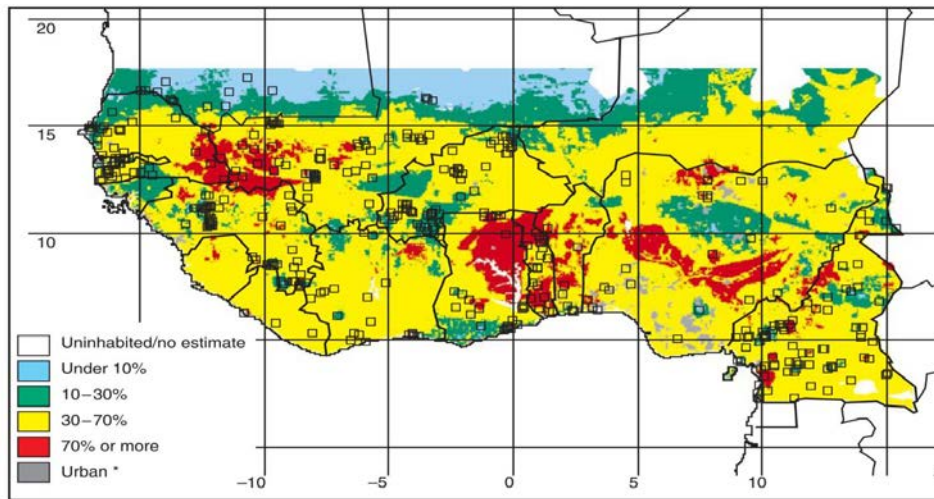 20
15
10
Uninhabited/no estimate
Under 10%
10–30%
30–70%
70% or more
Urban *
−10 −5 0 5 10